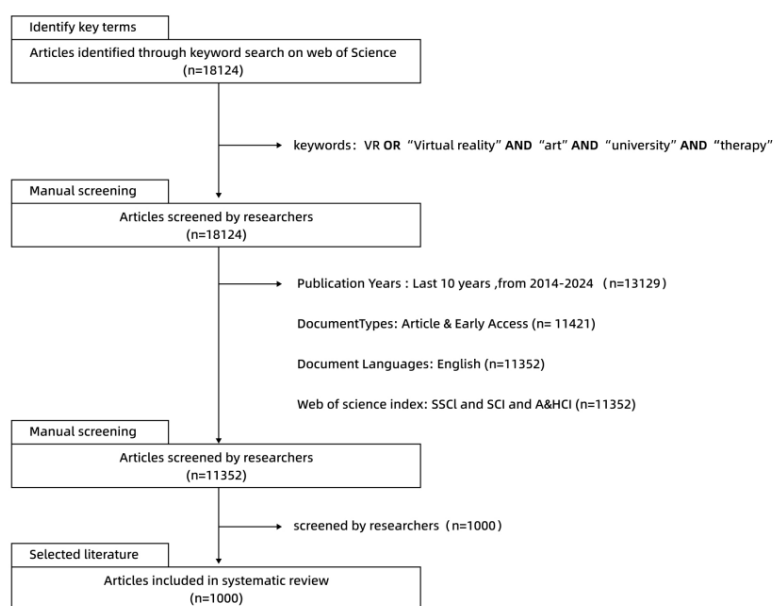 Identify key terms
Articles identified through keyword search on web of Science
(n=18124)
keywords: VR OR “Virtual reality” AND “art” AND “university” AND “therapy”
Manual screening
Articles screened by researchers
(n=18124)
Publication Years : Last 10 years ,from 2014-2024 (n=13129)
DocumentTypes: Article & Early Access (n= 11421)
Document Languages: English (n=11352)
Web of science index: SSCl and SCI and A&HCI (n=11352)
Manual screening
Articles screened by researchers
(n=11352)
screened by researchers (n=1000)
Selected literature
Articles included in systematic review
(n=1000)